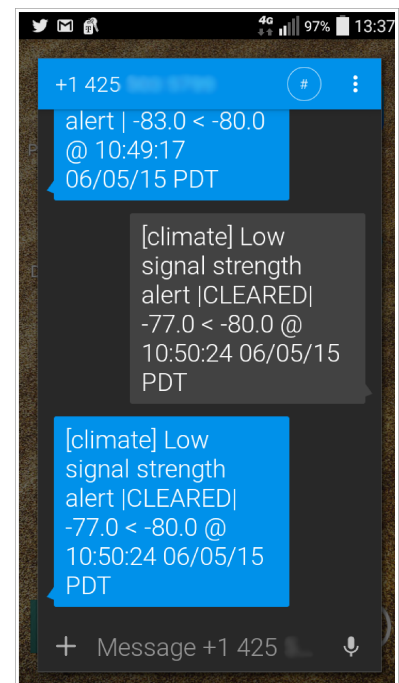 4G 97% 13:37
+1 425 #
alert | -83.0 < -80.0
@ 10:49:17
06/05/15 PDT
[climate] Low
signal strength
alert |CLEARED|
-77.0 < -80.0 @
10:50:24 06/05/15
PDT
[climate] Low
signal strength
alert |CLEARED|
-77.0 < -80.0 @
10:50:24 06/05/15
PDT
+ Message +1 425